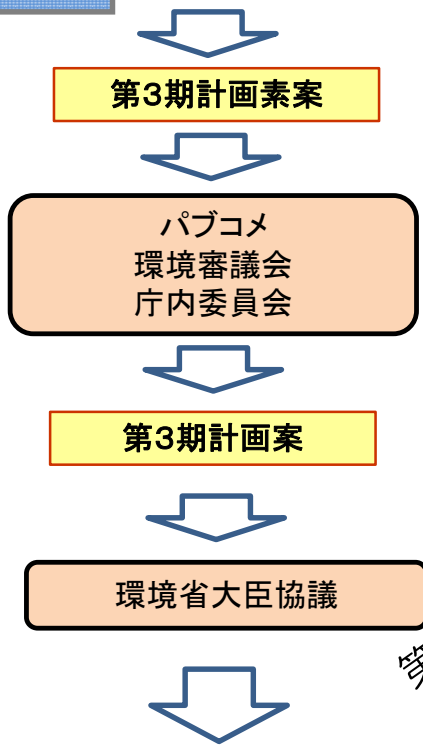 第3期計画素案
パブコメ
環境審議会
庁内委員会
第3期計画案
環境省大臣協議
第